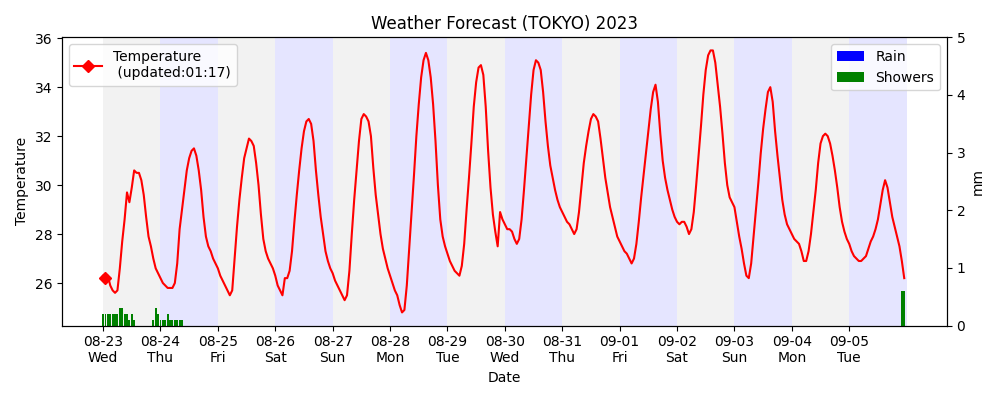 Weather Forecast (TOKYO) 2023
Temperature
(updated:01:17)
Rain
Showers
Temperature
36
34
32
30
28
26
5
4
3
2
1
0
mm
08-23 08-24 08-25 08-26 08-27 08-28 08-29 08-30 08-31 09-01 09-02 09-03 09-04 09-05
Wed Thu Fri Sat Sun Mon Tue Wed Thu Fri Sat Sun Mon Tue
Date